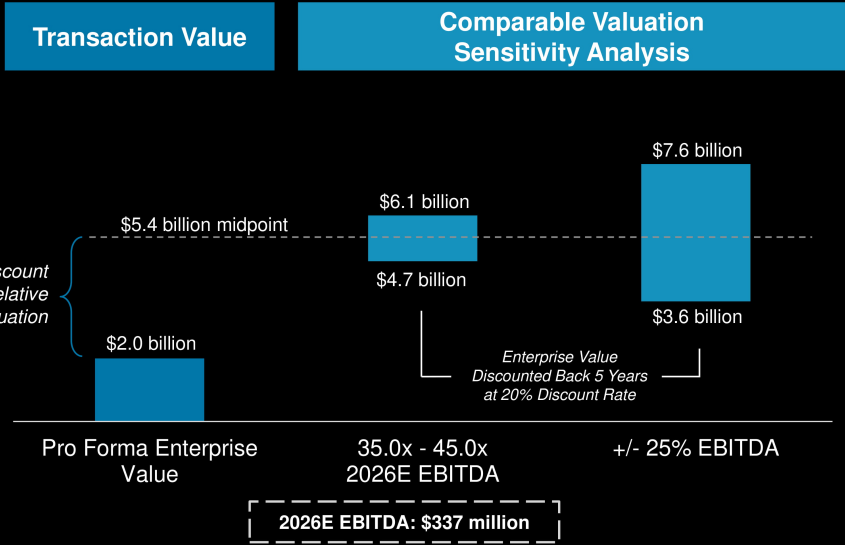 Transaction Value
Comparable Valuation
Sensitivity Analysis
$7.6 billion
$6.1 billion
$5.4 billion midpoint
$4.7 billion
$3.6 billion
$2.0 billion
Enterprise Value
Discounted Back 5 Years
at 20% Discount Rate
Pro Forma Enterprise
Value
35.0x - 45.0x
2026E EBITDA
+/- 25% EBITDA
2026E EBITDA: $337 million